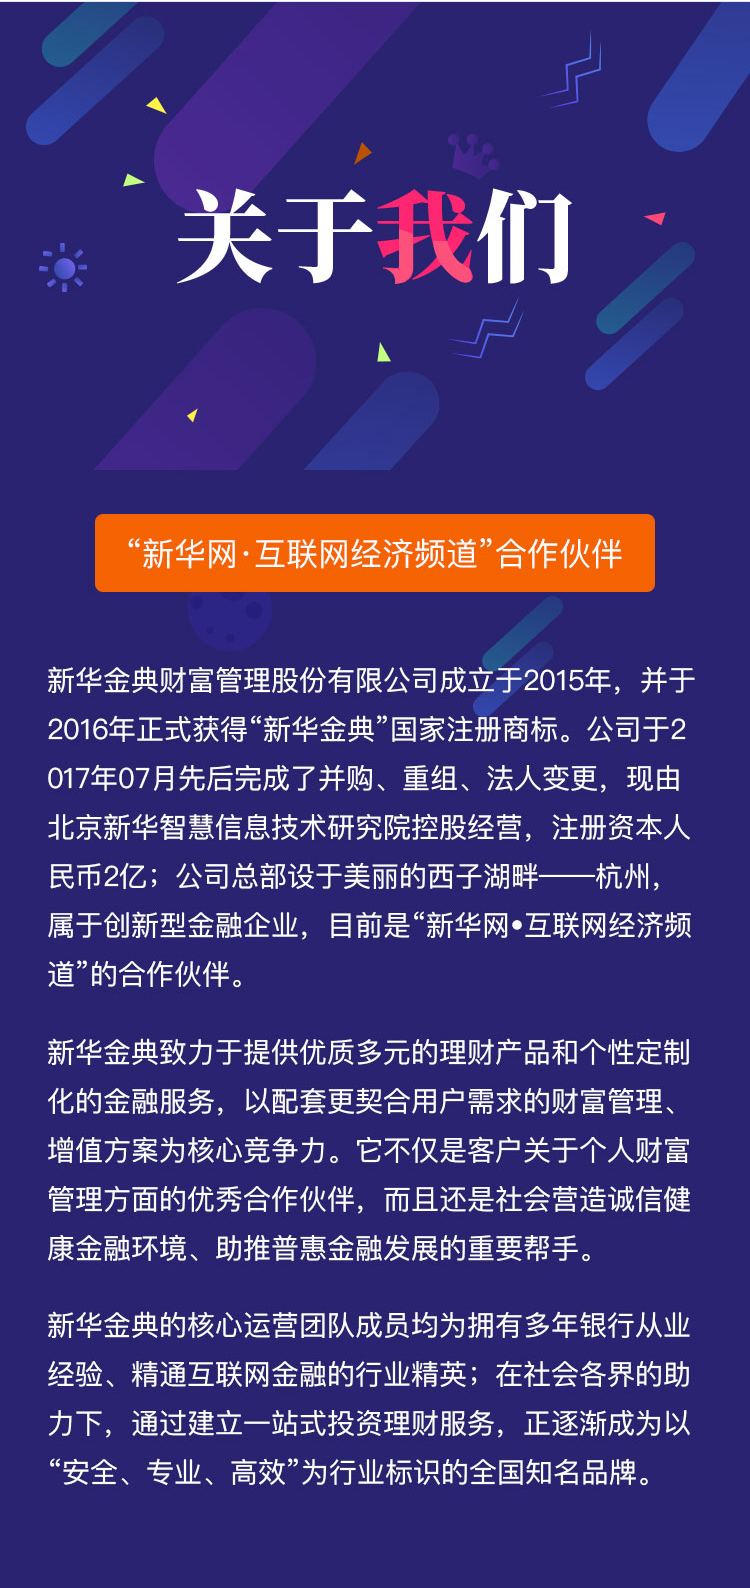 关于我们
“新华网·互联网经济频道”合作伙伴
新华金典财富管理股份有限公司成立于2015年，并于
2016年正式获得“新华金典”国家注册商标。公司于2
017年07月先后完成了并购、重组、法人变更，现由
北京新华智慧信息技术研究院控股经营，注册资本人
民币2亿；公司总部设于美丽的西子湖畔——杭州，
属于创新型金融企业，目前是“新华网•互联网经济频
道”的合作伙伴。
新华金典致力于提供优质多元的理财产品和个性定制
化的金融服务，以配套更契合用户需求的财富管理、
增值方案为核心竞争力。它不仅是客户关于个人财富
管理方面的优秀合作伙伴，而且还是社会营造诚信健
康金融环境、助推普惠金融发展的重要帮手。
新华金典的核心运营团队成员均为拥有多年银行从业
经验、精通互联网金融的行业精英；在社会各界的助
力下，通过建立一站式投资理财服务，正逐渐成为以
“安全、专业、高效”为行业标识的全国知名品牌。